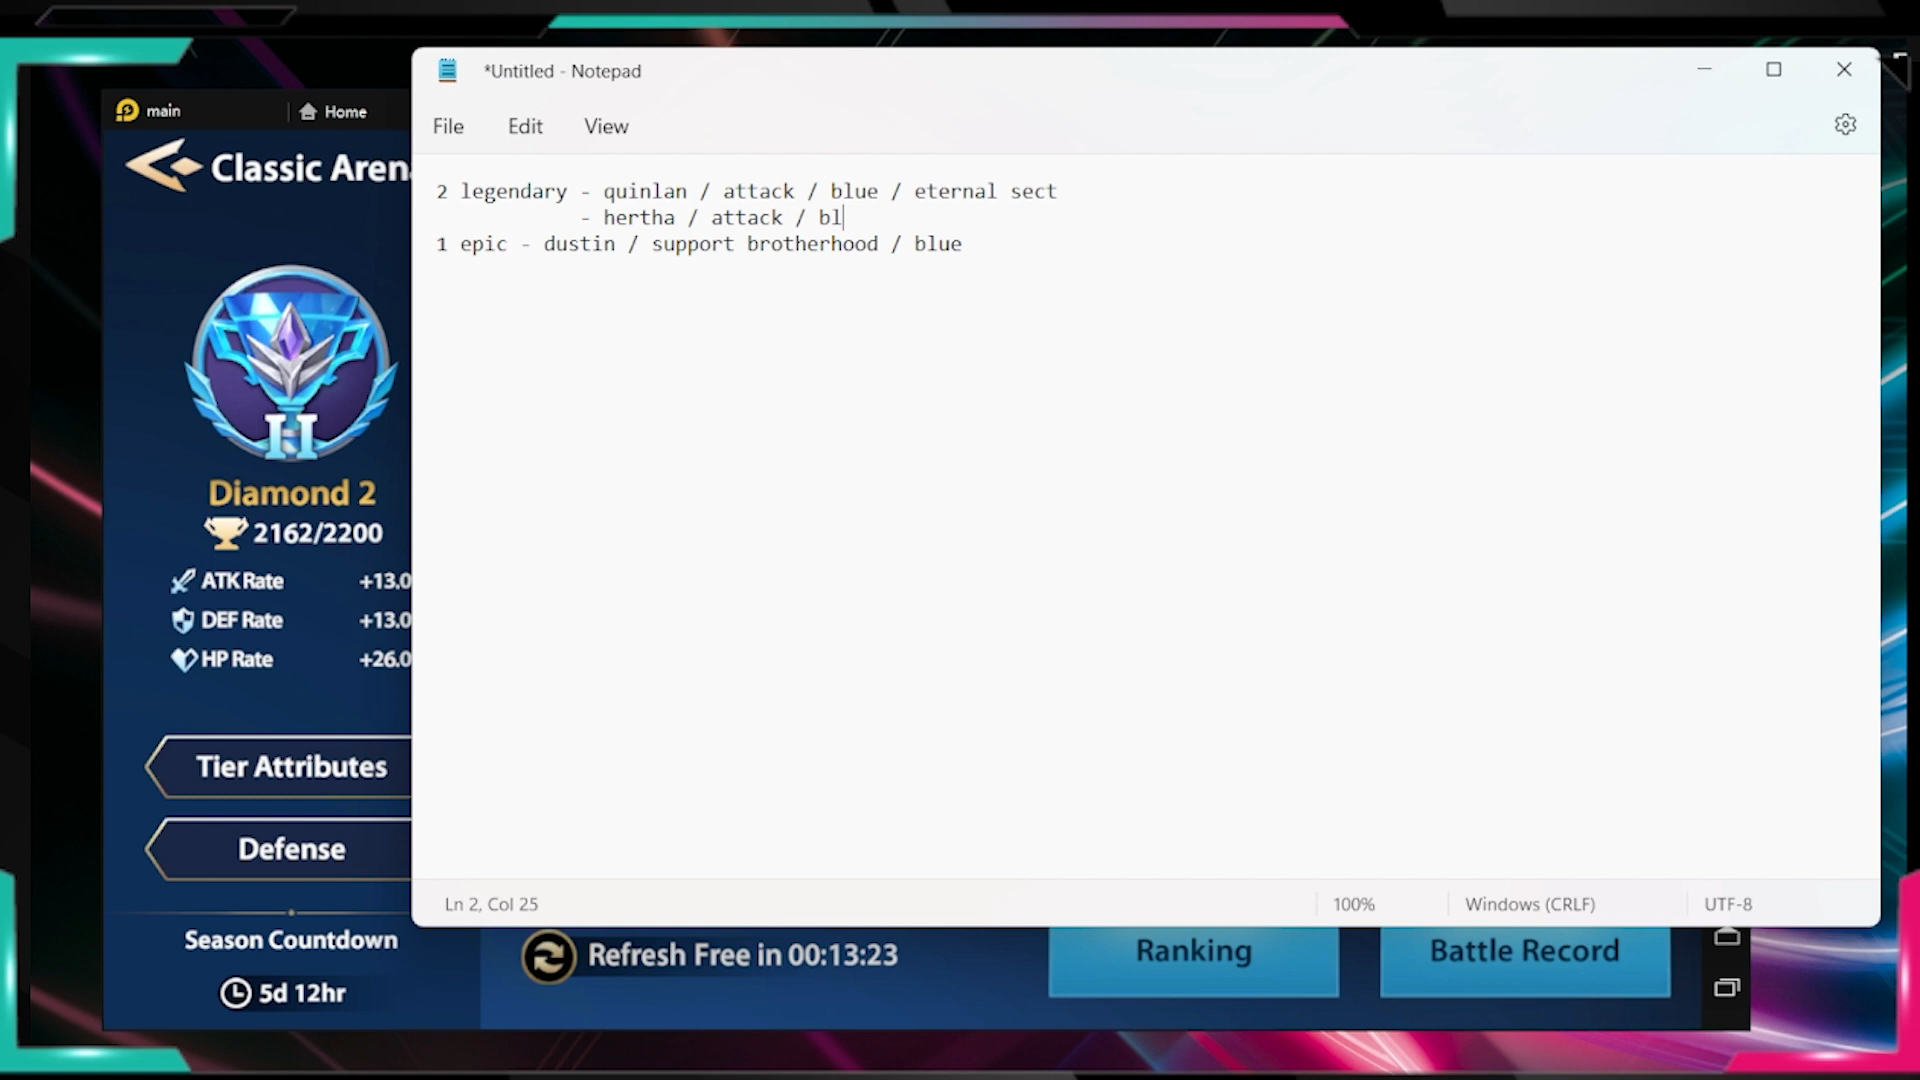 *Untitled - Notepad
main
Home
File Edit View
Classic Aren
2 legendary - quinlan / attack / blue / eternal sect
- hertha / attack / bl
1 epic - dustin / support brotherhood / blue
II
Diamond 2
2162/2200
ATK Rate +13.0
DEF Rate +13.0
HP Rate +26.0
Tier Attributes
Defense
Ln 2, Col 25 100% Windows (CRLF) UTF-8
Season Countdown
5d 12hr
Refresh Free in 00:13:23
Ranking
Battle Record